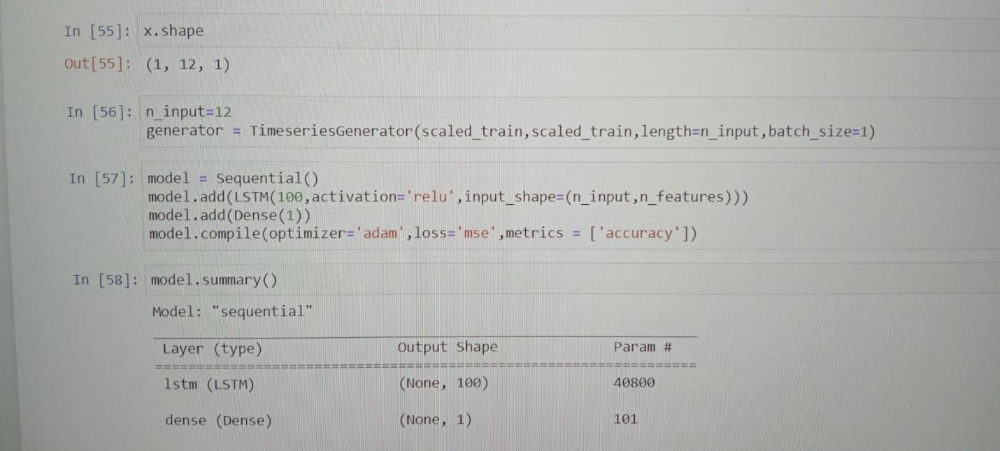 In [55]: x.shape
Out[55]: (1, 12, 1)
In [56]: n_input=12
generator = TimeseriesGenerator(scaled_train,scaled_train,length=n_input,batch_size=1)
In [57]: model = Sequential()
model.add(LSTM(100,activation='relu',input_shape=(n_input,n_features)))
model.add(Dense(1))
model.compile(optimizer='adam',loss='mse',metrics = ['accuracy'])
In [58]: model.summary()
Model: "sequential"
Layer (type) Output Shape Param #
=================================================================
lstm (LSTM) (None, 100) 40800
dense (Dense) (None, 1) 101